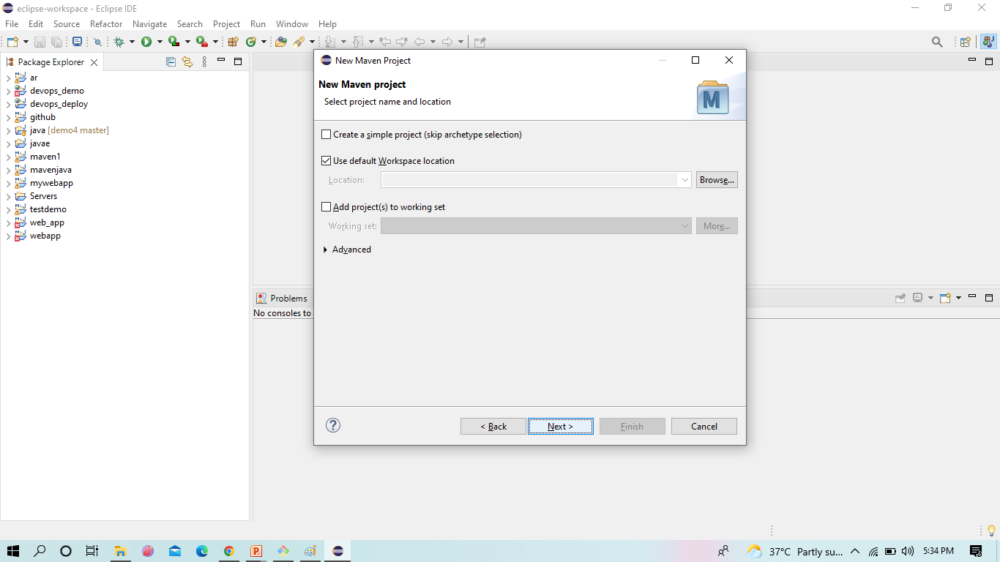 eclipse-workspace - Eclipse IDE
File Edit Source Refactor Navigate Search Project Run Window Help
Package Explorer
ar
devops_demo
devops_deploy
github
java [demo4 master]
javae
maven1
mavenjava
mywebapp
Servers
testdemo
web_app
webapp
New Maven Project
New Maven project
Select project name and location
M
Create a simple project (skip archetype selection)
Use default Workspace location
Location:
Browse...
Add project(s) to working set
Working set:
More...
Advanced
< Back Next > Finish Cancel
Problems
No consoles to
37°C Partly su... 5:34 PM